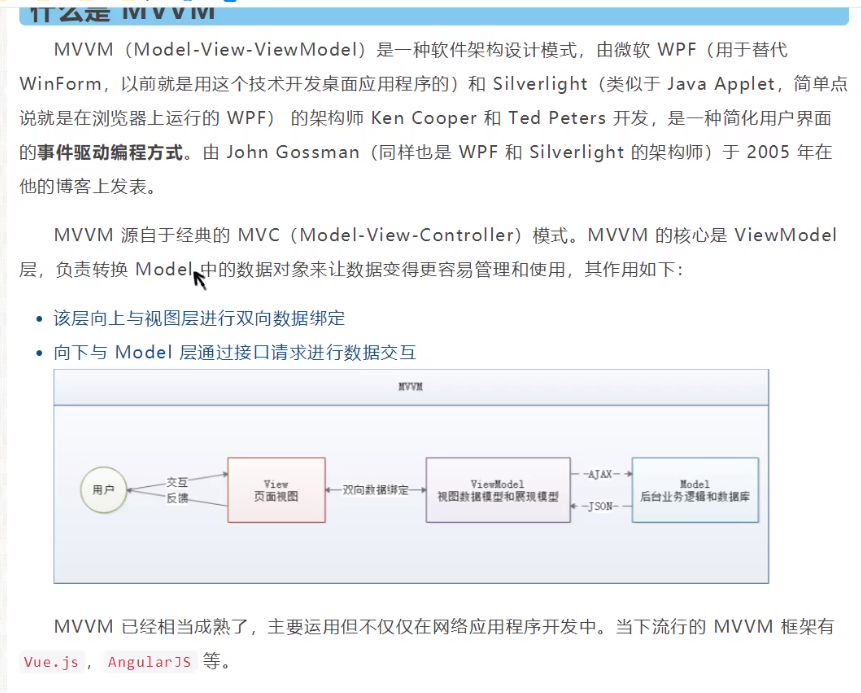 什么是 MVVM
MVVM（Model-View-ViewModel）是一种软件架构设计模式，由微软 WPF（用于替代
WinForm，以前就是用这个技术开发桌面应用程序的）和 Silverlight（类似于 Java Applet，简单点
说就是在浏览器上运行的 WPF） 的架构师 Ken Cooper 和 Ted Peters 开发，是一种简化用户界面
的事件驱动编程方式。由 John Gossman（同样也是 WPF 和 Silverlight 的架构师）于 2005 年在
他的博客上发表。
MVVM 源自于经典的 MVC（Model-View-Controller）模式。MVVM 的核心是 ViewModel
层，负责转换 Model 中的数据对象来让数据变得更容易管理和使用，其作用如下：
• 该层向上与视图层进行双向数据绑定
• 向下与 Model 层通过接口请求进行数据交互
MVVM
用户
交互
反馈
View
页面视图
双向数据绑定
ViewModel
视图数据模型和展现模型
AJAX
JSON
Model
后台业务逻辑和数据库
MVVM 已经相当成熟了，主要运用但不仅仅在网络应用程序开发中。当下流行的 MVVM 框架有
Vue.js ，AngularJS 等。